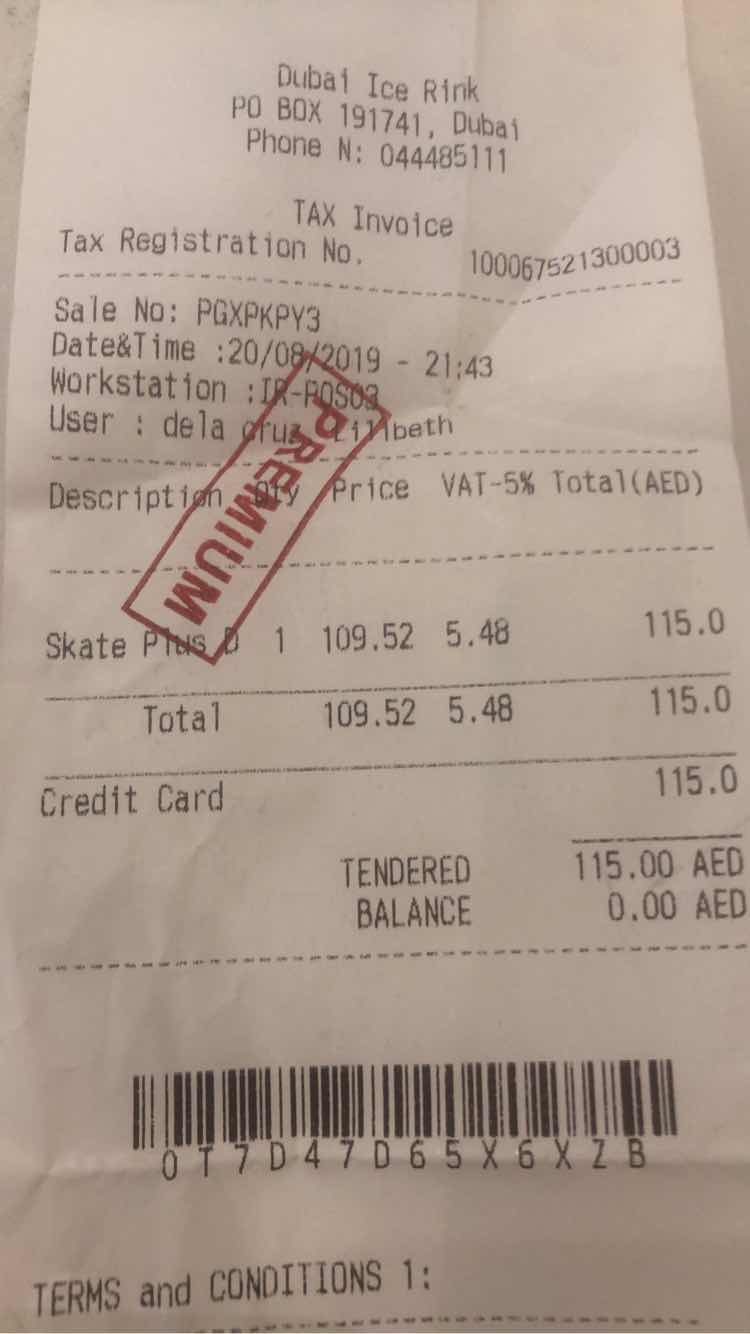 Dubai Ice Rink
PO BOX 191741, Dubai
Phone N: 044485111
TAX Invoice
Tax Registration No. 100067521300003
Sale No: PGXPKPY3
Date&Time :20/08/2019 - 21:43
Workstation :IR-POS03
User : dela cruz Lillbeth
PREMIUM
Description Qty Price VAT-5% Total(AED)
Skate Plus D 1 109.52 5.48 115.0
Total 109.52 5.48 115.0
Credit Card 115.0
TENDERED 115.00 AED
BALANCE 0.00 AED
0T7D47D65X6XZB
TERMS and CONDITIONS 1: